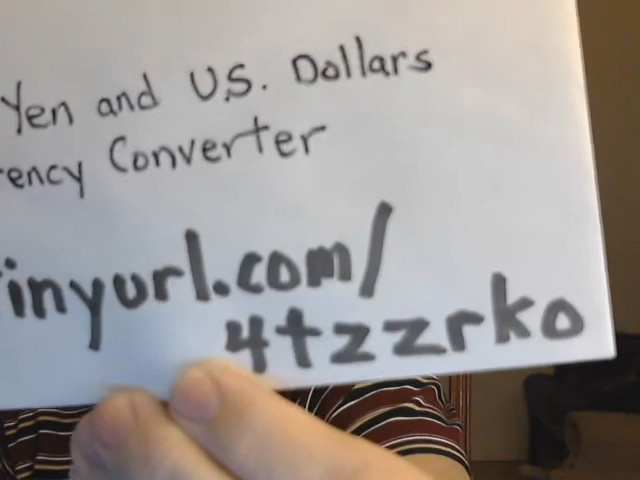 Yen and U.S. Dollars
rency Converter
inyurl.com/
4tzzrko